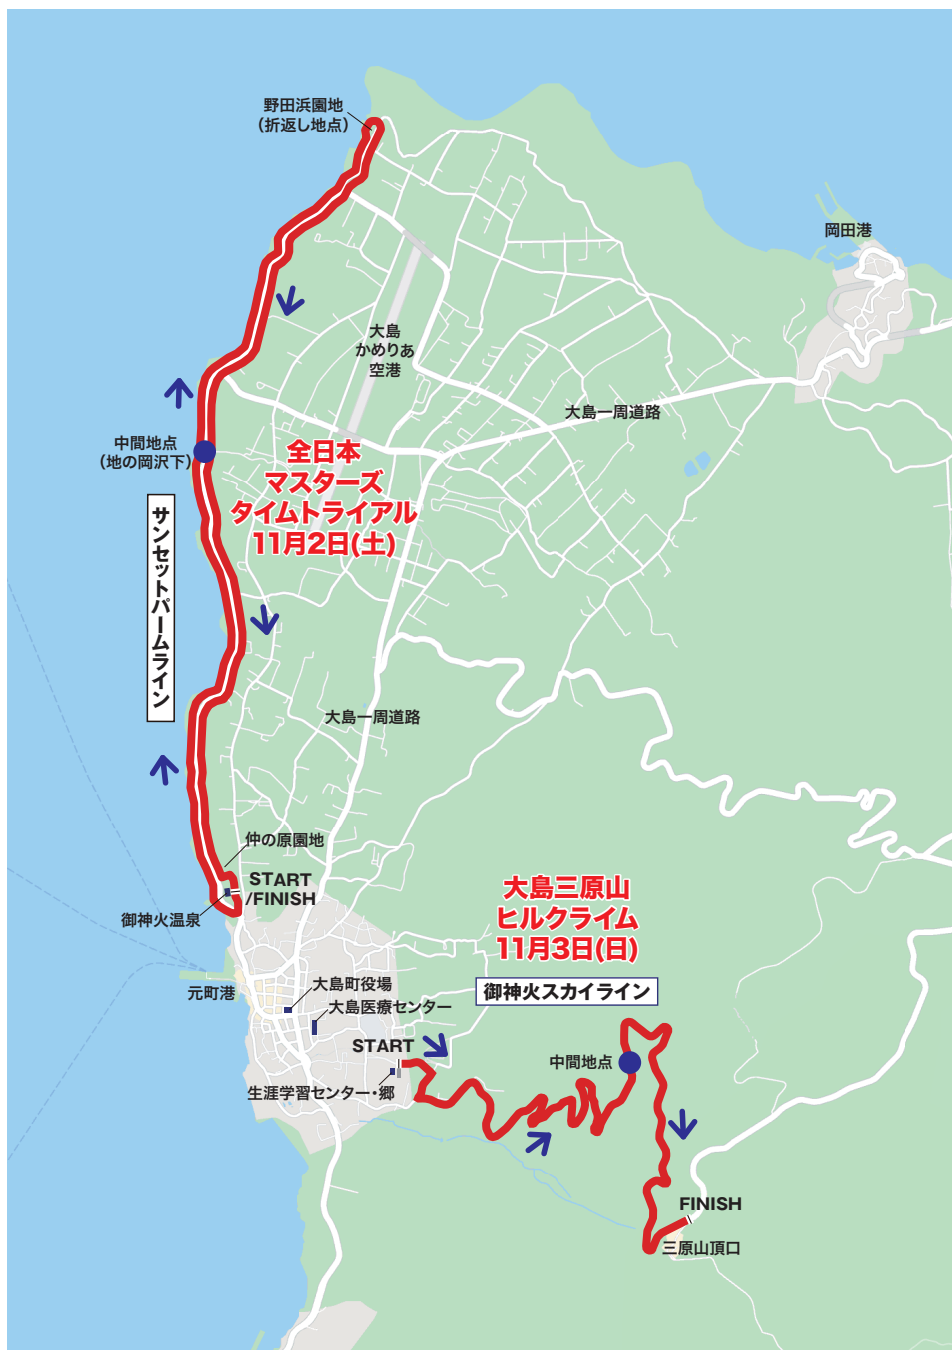 野田浜園地
（折返し地点）
岡田港
大島
かめりあ
空港
大島一周道路
中間地点
（地の岡沢下）
全日本
マスターズ
タイムトライアル
11月2日(土)
サンセットパームライン
大島一周道路
仲の原園地
START
/FINISH
御神火温泉
大島三原山
ヒルクライム
11月3日(日)
御神火スカイライン
元町港
大島町役場
大島医療センター
START
中間地点
生涯学習センター・郷
FINISH
三原山頂口